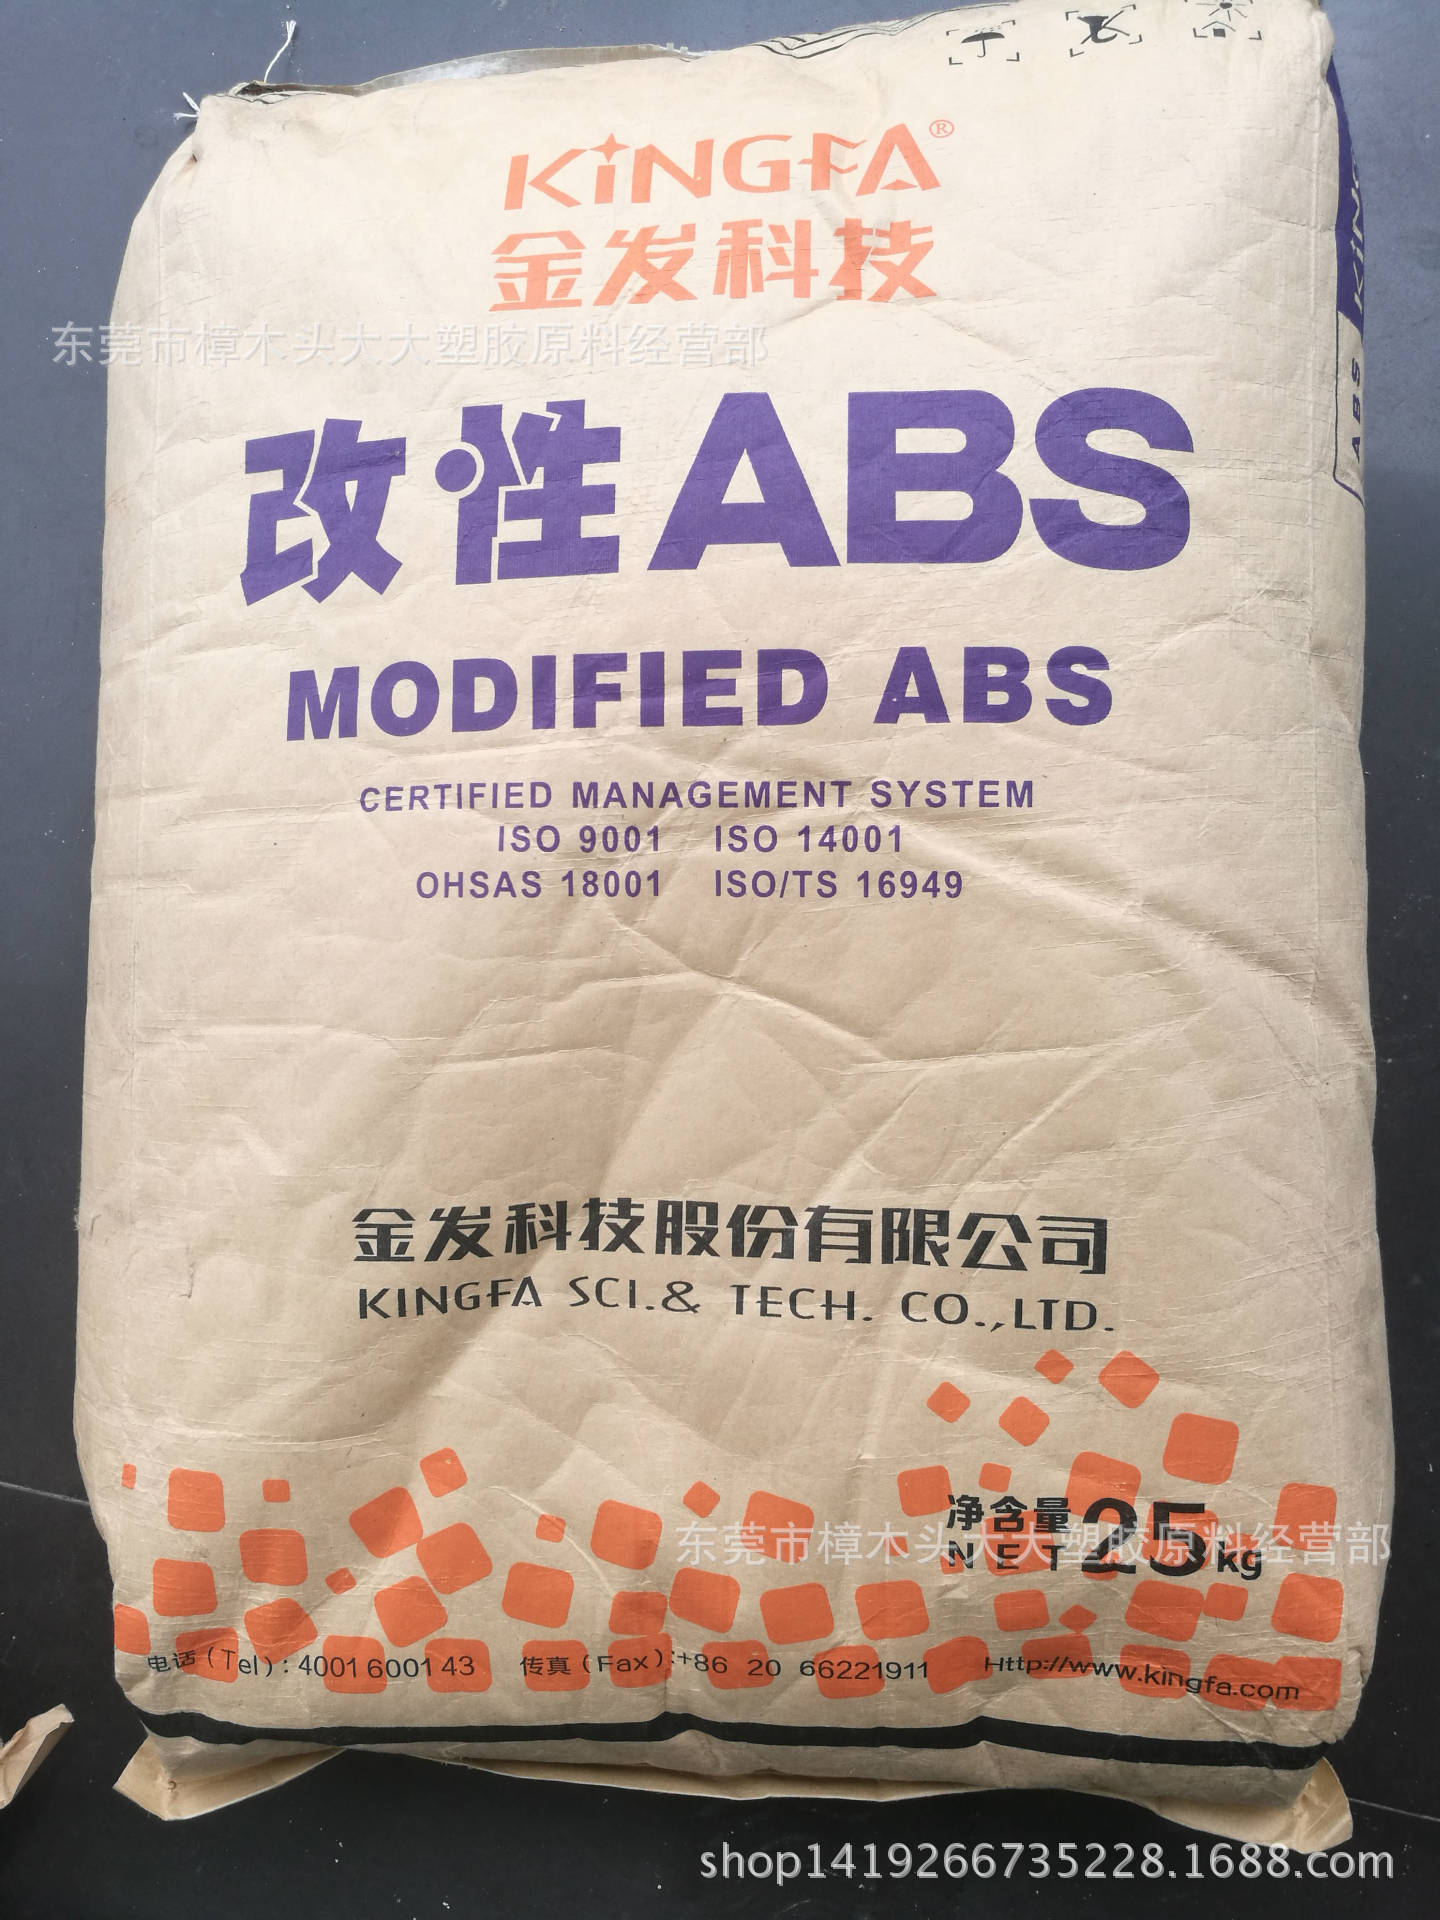 KINGFA®
金发科技
东莞市樟木头大大塑胶原料经营部
改性ABS
MODIFIED ABS
CERTIFIED MANAGEMENT SYSTEM
ISO 9001 ISO 14001
OHSAS 18001 ISO/TS 16949
KING
ABS
金发科技股份有限公司
KINGFA SCI.& TECH. CO.,LTD.
净含量
NET 25kg
东莞市樟木头大大塑胶原料经营部
电话(Tel):4001600143 传真(Fax):+86 20 66221911 Http://www.kingfa.com
shop1419266735228.1688.com